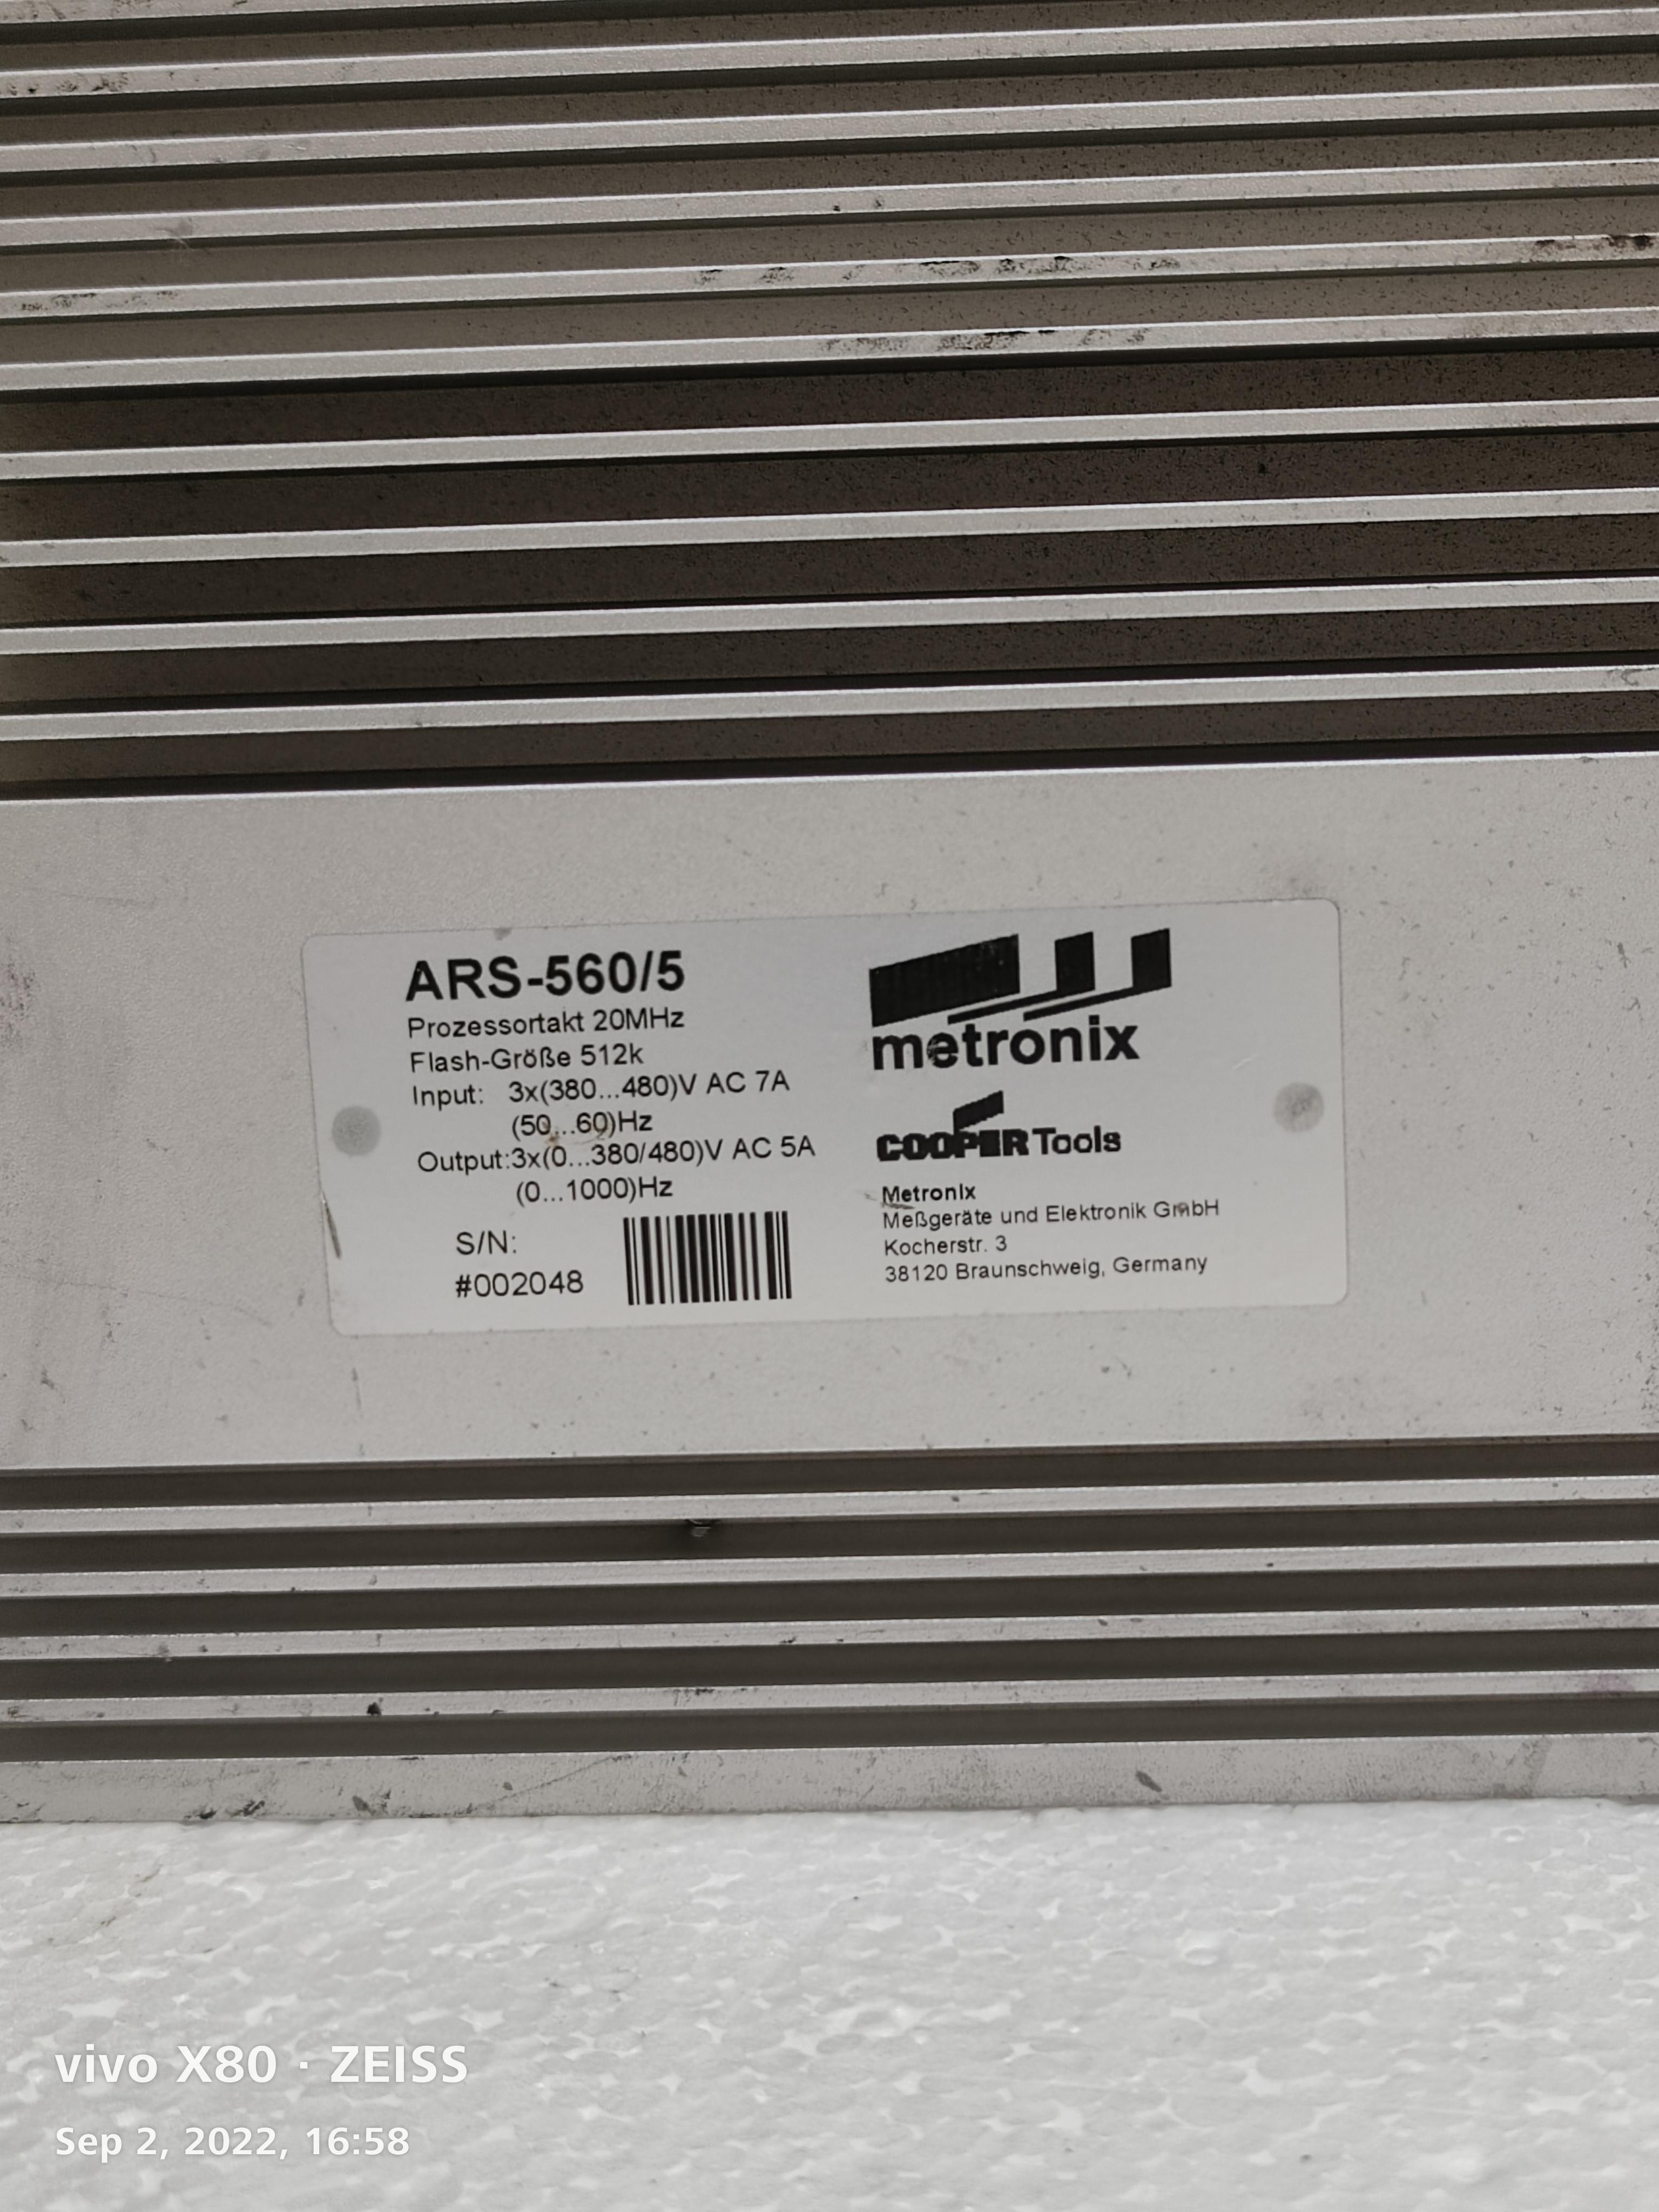 ARS-560/5
Prozessortakt 20MHz
Flash-Größe 512k
Input: 3x(380...480)V AC 7A
(50...60)Hz
Output:3x(0...380/480)V AC 5A
(0...1000)Hz
S/N:
#002048
metronix
COOPER Tools
Metronix
Meßgeräte und Elektronik GmbH
Kocherstr. 3
38120 Braunschweig, Germany
vivo X80 · ZEISS
Sep 2, 2022, 16:58